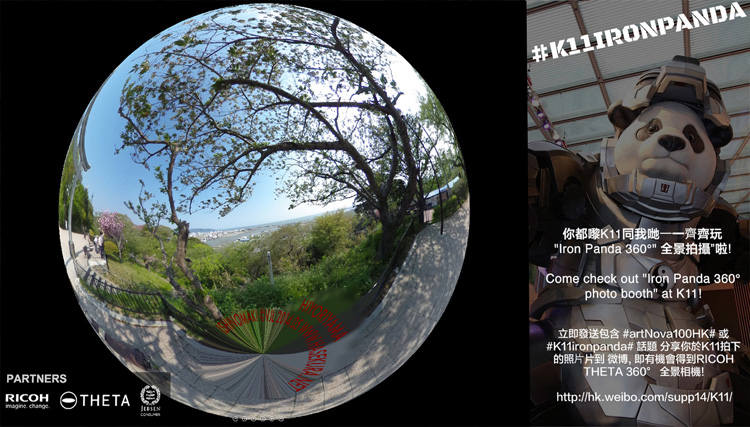 #K11IRONPANDA
你都嚟K11同我哋一一齊齊玩
"Iron Panda 360°" 全景拍攝"啦!
Come check out "Iron Panda 360°
photo booth" at K11!
立即發送包含 #artNova100HK# 或
#K11ironpanda# 話題 分享你於K11拍下
的照片片到 微博, 即有機會得到RICOH
THETA 360° 全景相機!
http://hk.weibo.com/supp14/K11/
PARTNERS
RICOH
imagine. change.
THETA
JEBSEN
CONSUMER